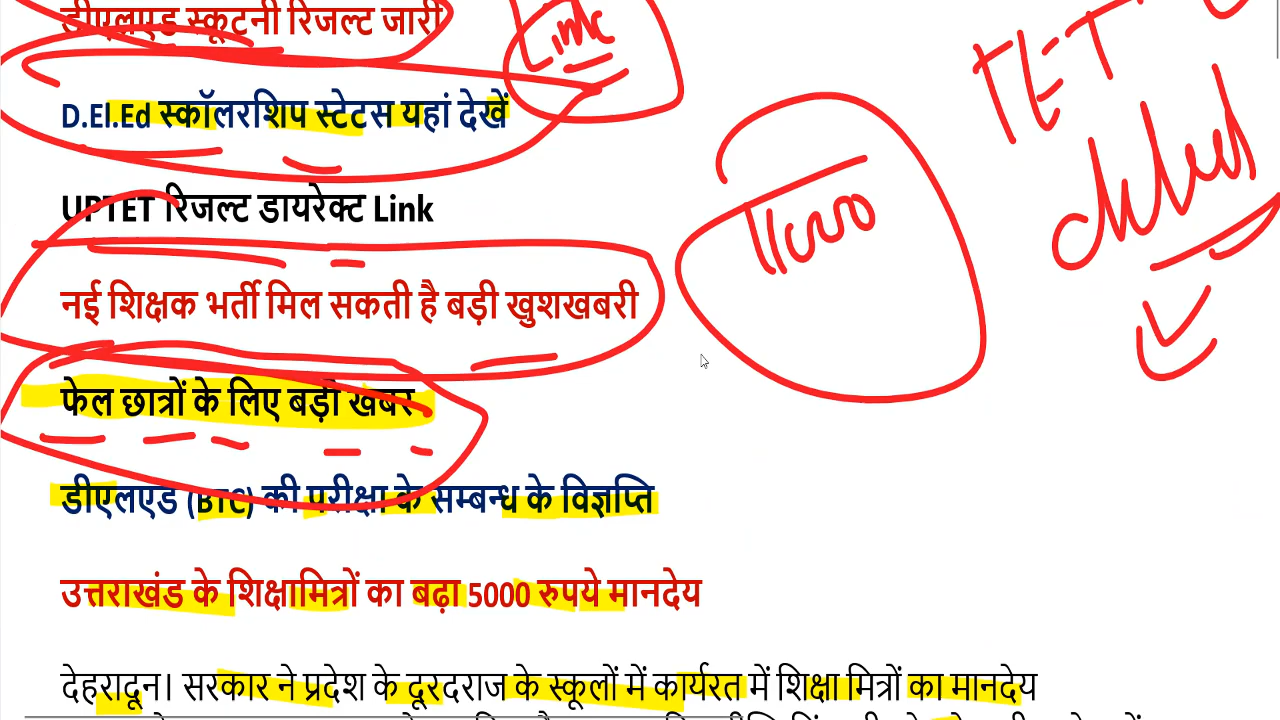 डीएलएड स्कूटनी रिजल्ट जारी
Link
TET
D.El.Ed स्कॉलरशिप स्टेटस यहां देखें
deled
UPTET रिजल्ट डायरेक्ट Link
नई शिक्षक भर्ती मिल सकती है बड़ी खुशखबरी
फेल छात्रों के लिए बड़ी खबर
डीएलएड (BTC) की परीक्षा के सम्बन्ध के विज्ञप्ति
उत्तराखंड के शिक्षामित्रों का बढ़ा 5000 रुपये मानदेय
देहरादून। सरकार ने प्रदेश के दूरदराज के स्कूलों में कार्यरत में शिक्षा मित्रों का मानदेय